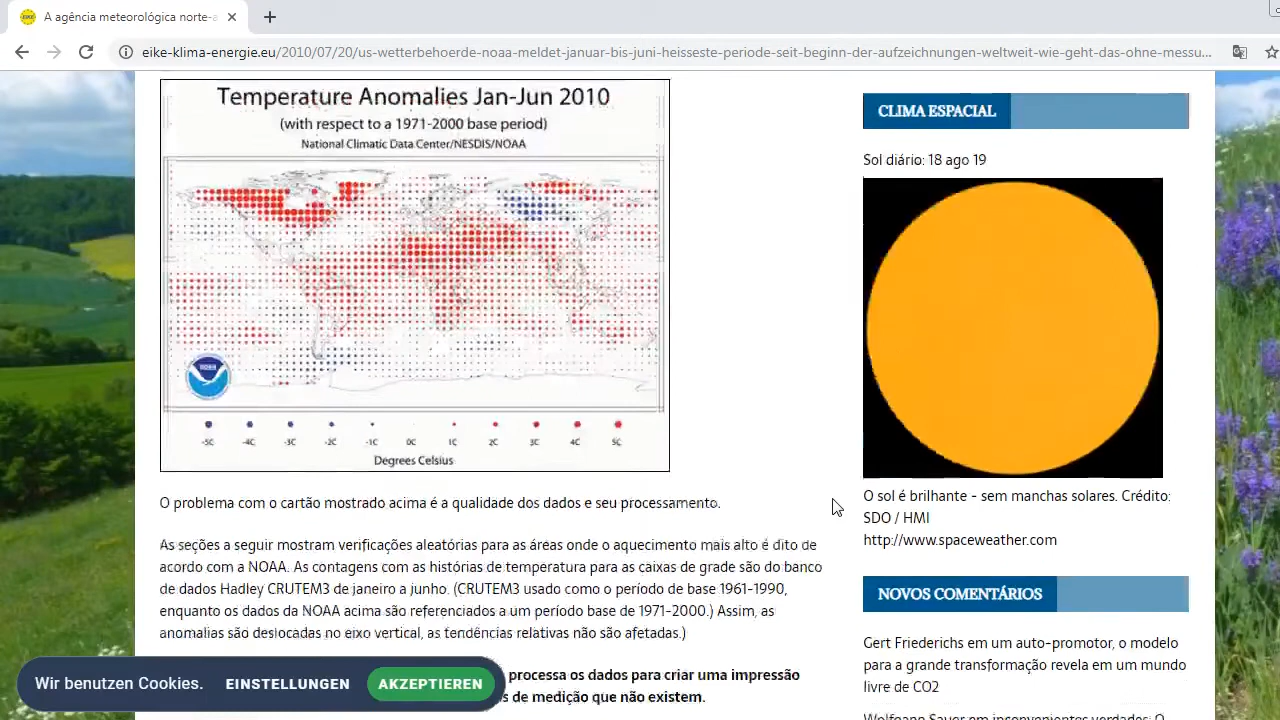 A agência meteorológica norte-a
eike-klima-energie.eu/2010/07/20/us-wetterbehoerde-noaa-meldet-januar-bis-juni-heisseste-periode-seit-beginn-der-aufzeichnungen-weltweit-wie-geht-das-ohne-messu...
Temperature Anomalies Jan-Jun 2010
(with respect to a 1971-2000 base period)
National Climatic Data Center/NESDIS/NOAA
NOAA
-5C -4C -3C -2C -1C 0C 1C 2C 3C 4C 5C
Degrees Celsius
O problema com o cartão mostrado acima é a qualidade dos dados e seu processamento.
As seções a seguir mostram verificações aleatórias para as áreas onde o aquecimento mais alto é dito de
acordo com a NOAA. As contagens com as histórias de temperatura para as caixas de grade são do banco
de dados Hadley CRUTEM3 de janeiro a junho. (CRUTEM3 usado como o período de base 1961-1990,
enquanto os dados da NOAA acima são referenciados a um período base de 1971-2000.) Assim, as
anomalias são deslocadas no eixo vertical, as tendências relativas não são afetadas.)
processa os dados para criar uma impressão
s de medição que não existem.
Wir benutzen Cookies. EINSTELLUNGEN AKZEPTIEREN
CLIMA ESPACIAL
Sol diário: 18 ago 19
O sol é brilhante - sem manchas solares. Crédito:
SDO / HMI
http://www.spaceweather.com
NOVOS COMENTÁRIOS
Gert Friederichs em um auto-promotor, o modelo
para a grande transformação revela em um mundo
livre de CO2
em inconvenientes verdades: O